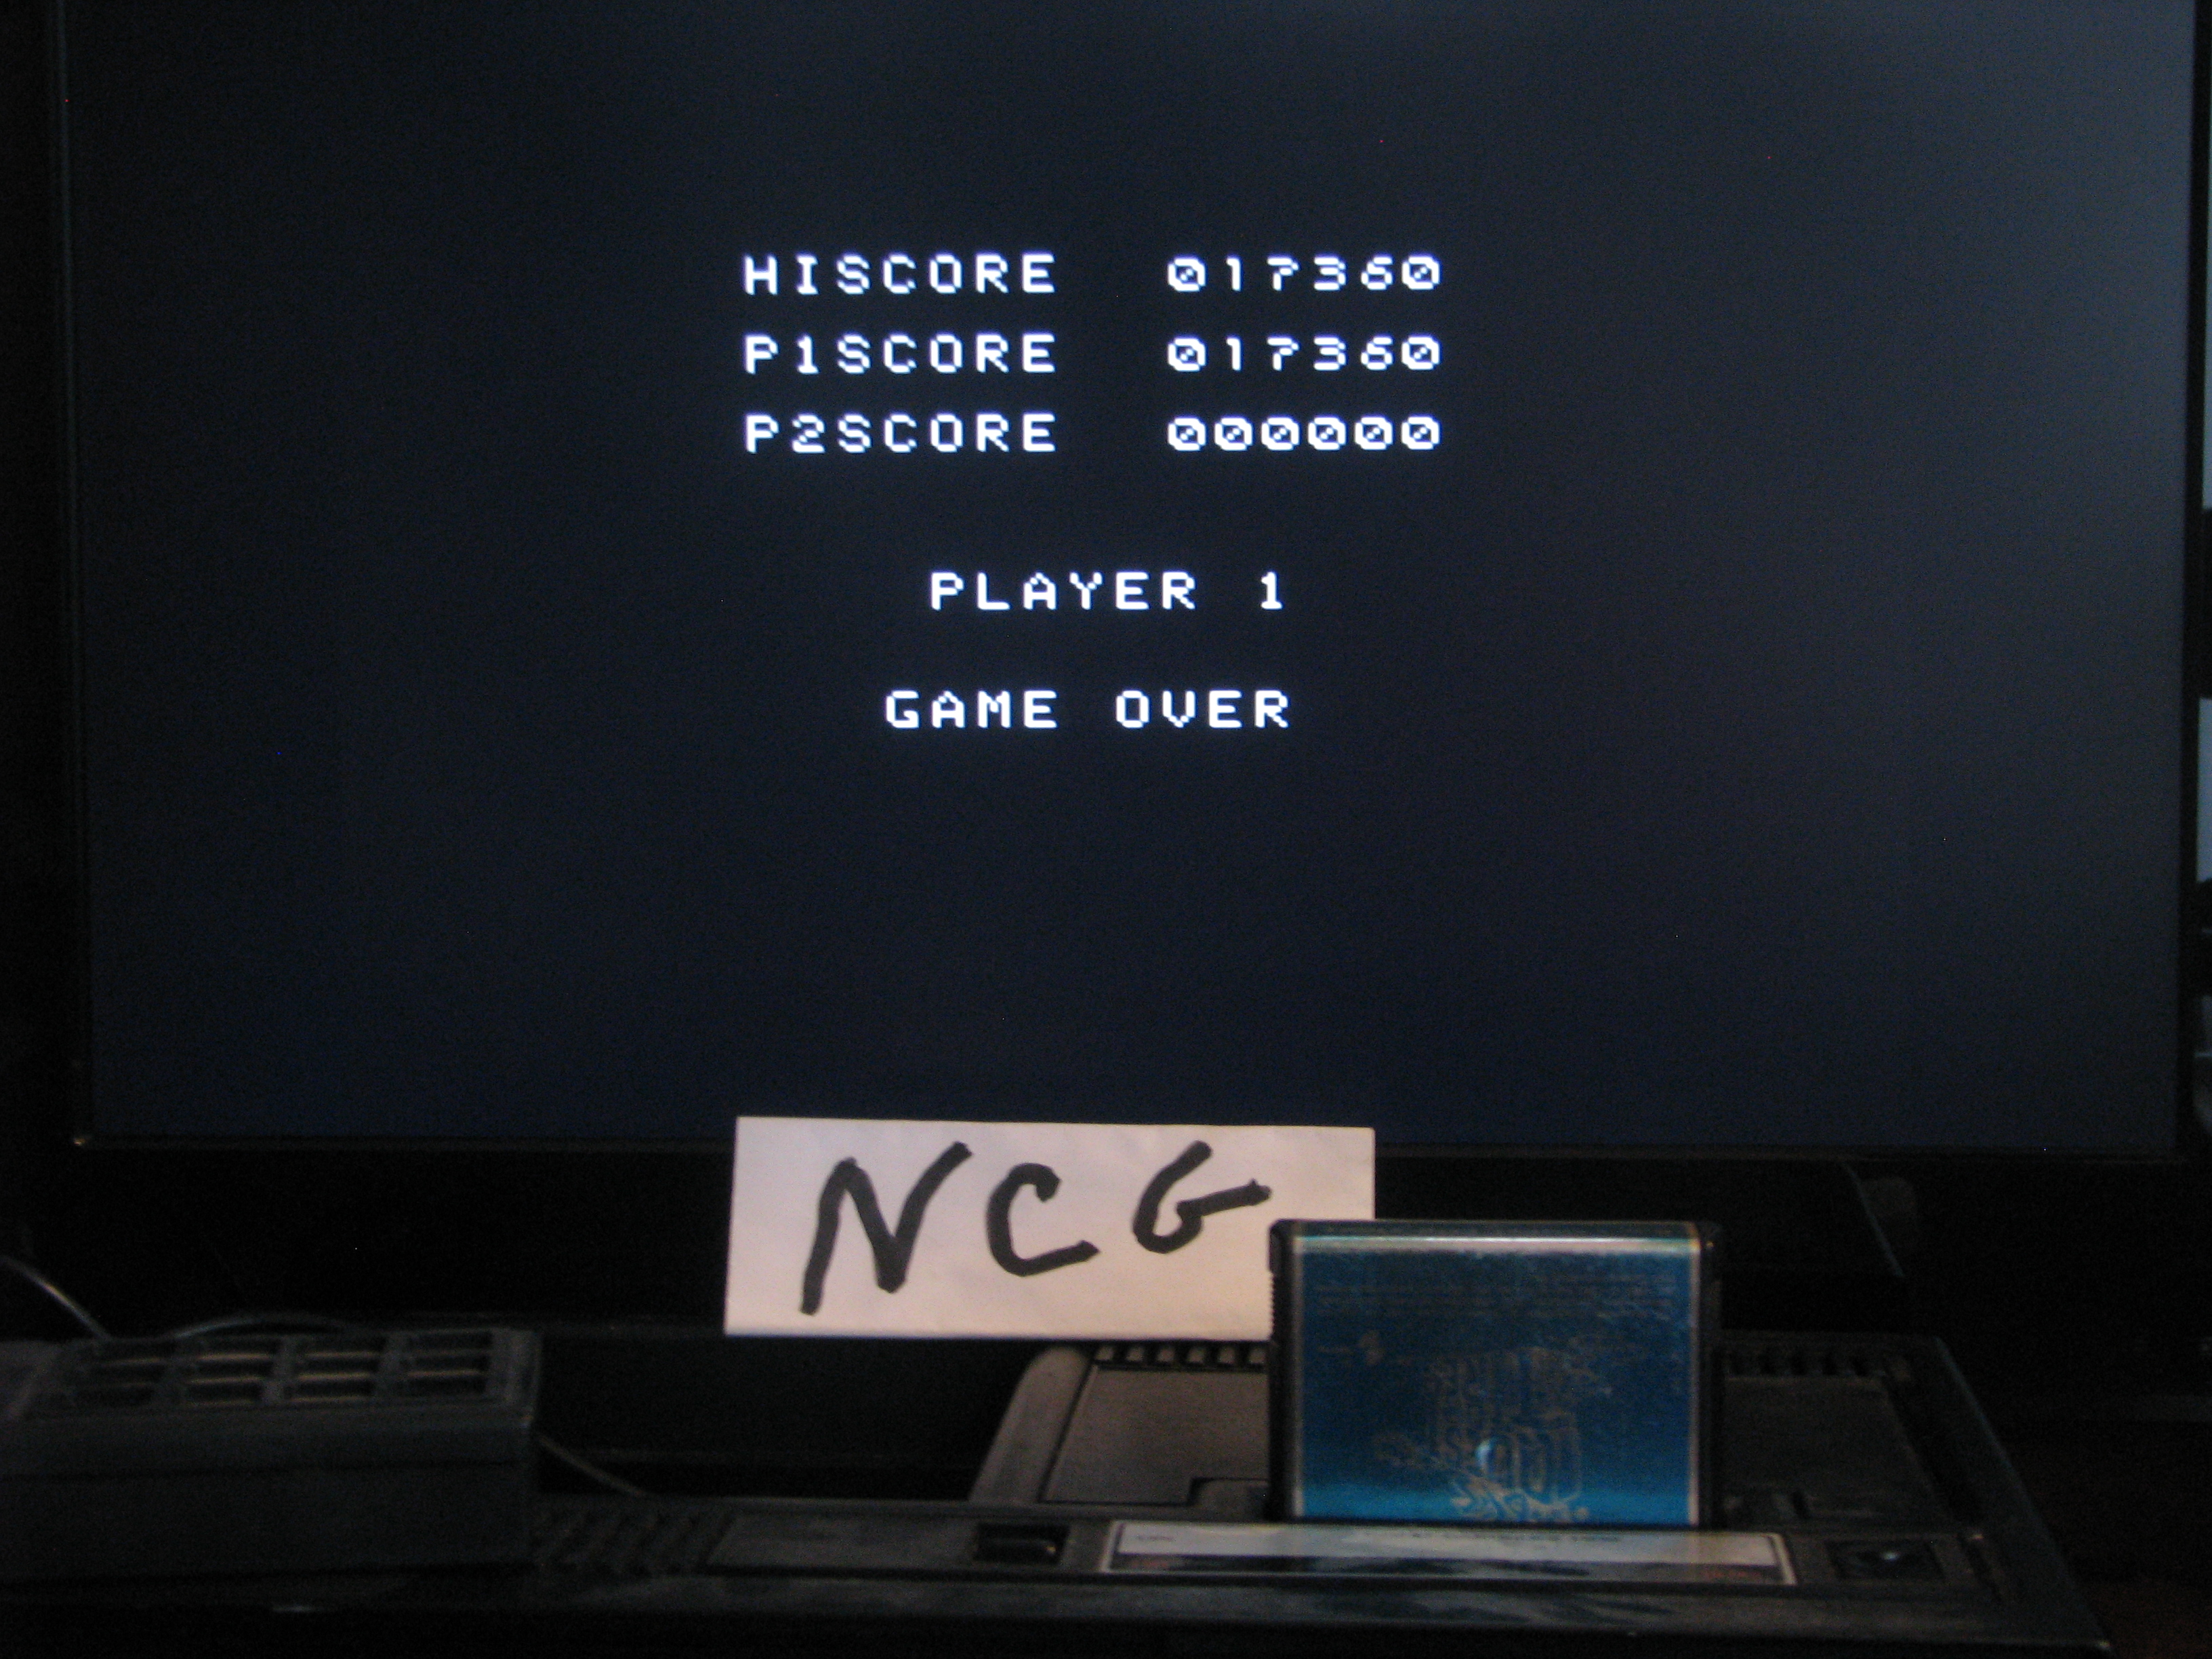 HISCORE 017360
P1SCORE 017360
P2SCORE 000000
PLAYER 1
GAME OVER
NCG